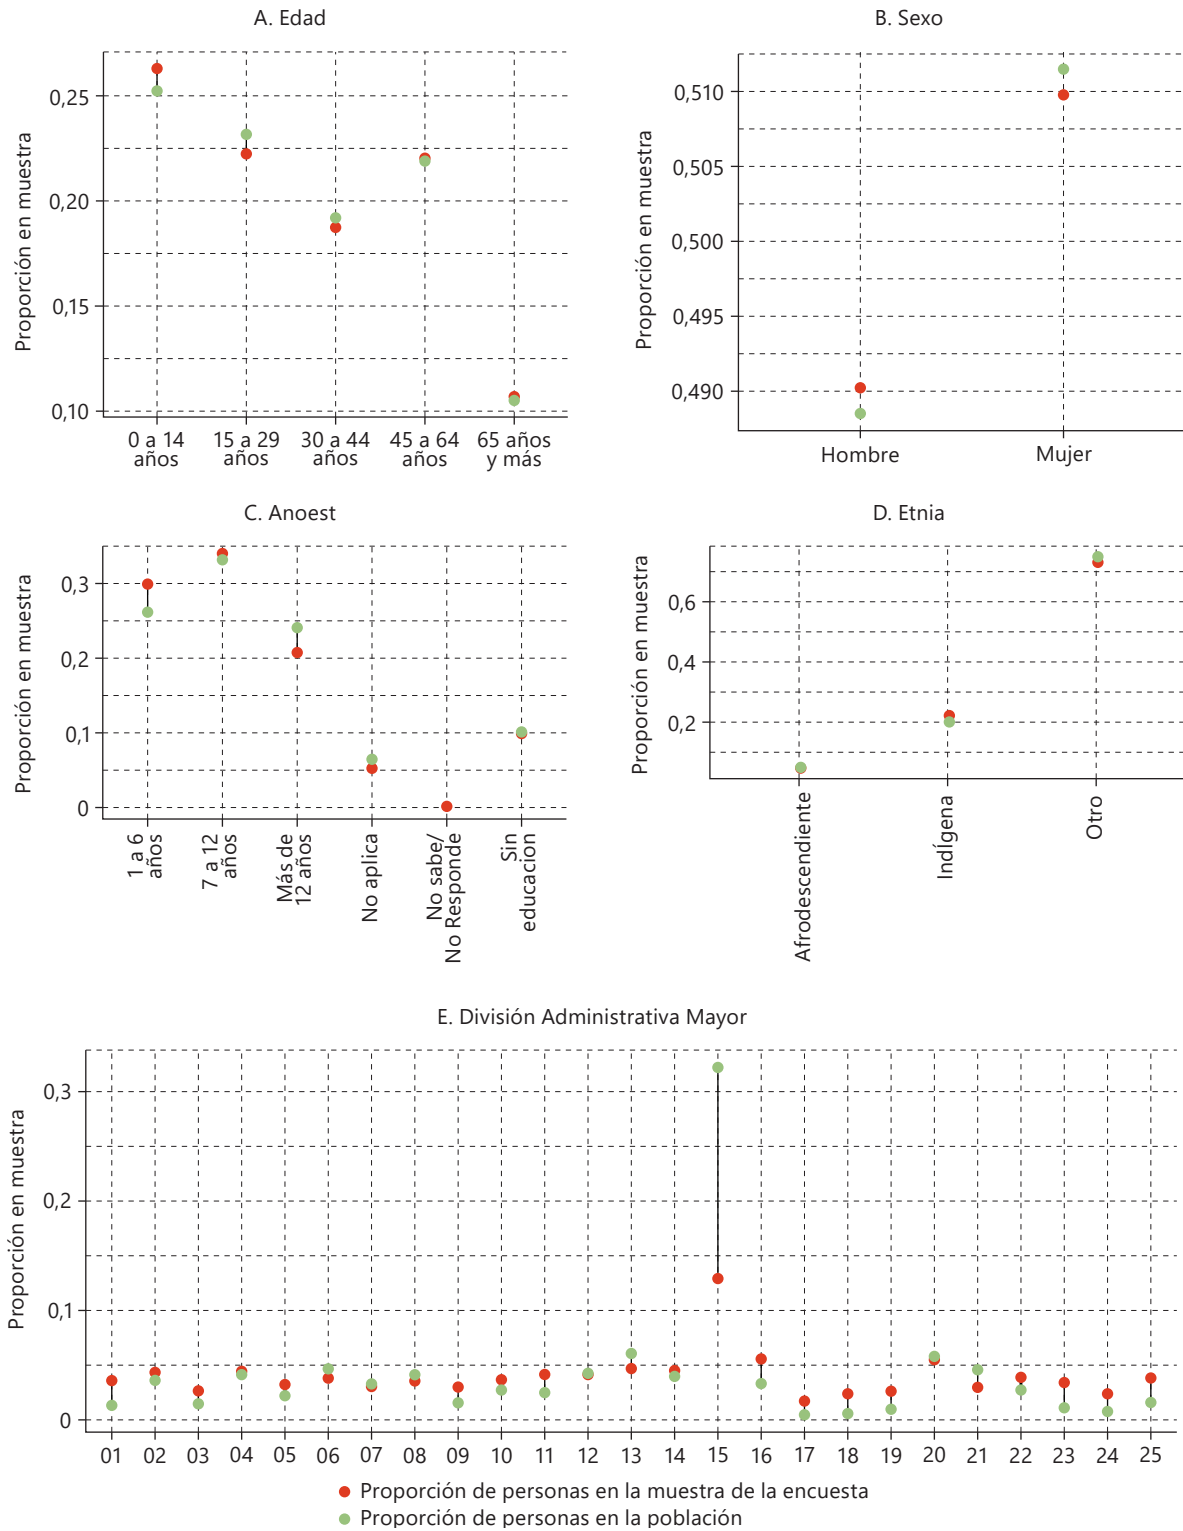 A. Edad
Proporción en muestra
0,25
0,20
0,15
0,10
0 a 14 años
15 a 29 años
30 a 44 años
45 a 64 años
65 años y más
B. Sexo
Proporción en muestra
0,510
0,505
0,500
0,495
0,490
Hombre
Mujer
C. Anoest
Proporción en muestra
0,3
0,2
0,1
0
1 a 6 años
7 a 12 años
Más de 12 años
No aplica
No sabe/ No Responde
Sin educacion
D. Etnia
Proporción en muestra
0,6
0,4
0,2
Afrodescendiente
Indígena
Otro
E. División Administrativa Mayor
Proporción en muestra
0,3
0,2
0,1
0
01 02 03 04 05 06 07 08 09 10 11 12 13 14 15 16 17 18 19 20 21 22 23 24 25
Proporción de personas en la muestra de la encuesta
Proporción de personas en la población